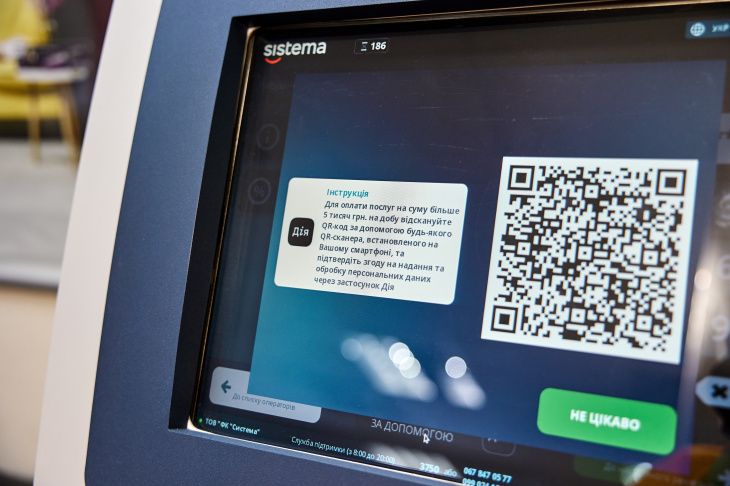 sistema
186
УКР
Інструкція
Для оплати послуг на суму більше
5 тисяч грн. на добу відскануйте
QR-код за допомогою будь-якого
QR-сканера, встановленого на
Вашому смартфоні, та
підтвердіть згоду на надання та
обробку персональних даних
через застосунок Дія
Дія
НЕ ЦІКАВО
До списку операторів
ЗА ДОПОМОГОЮ
ТОВ "ФК "Система"
Служба підтримки (з 8:00 до 20:00)
3750 або
067 847 05 77